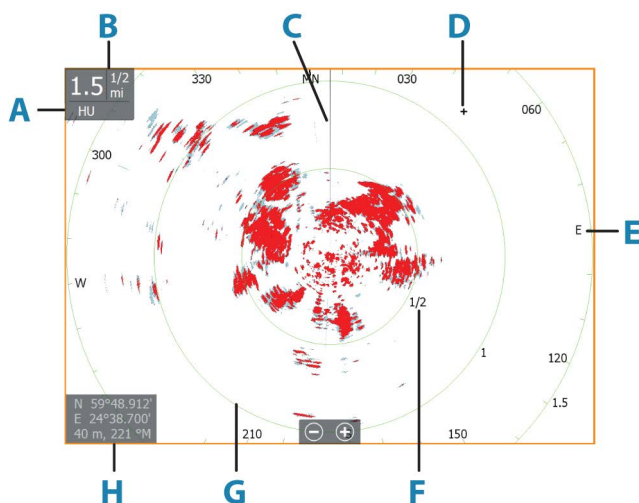 B
C
D
A
1.5
1/2
mi
HU
330
MN
030
060
300
E
E
W
1/2
1
120
1.5
N 59°48.912'
E 24°38.700'
40 m, 221 °M
210
150
H
G
F